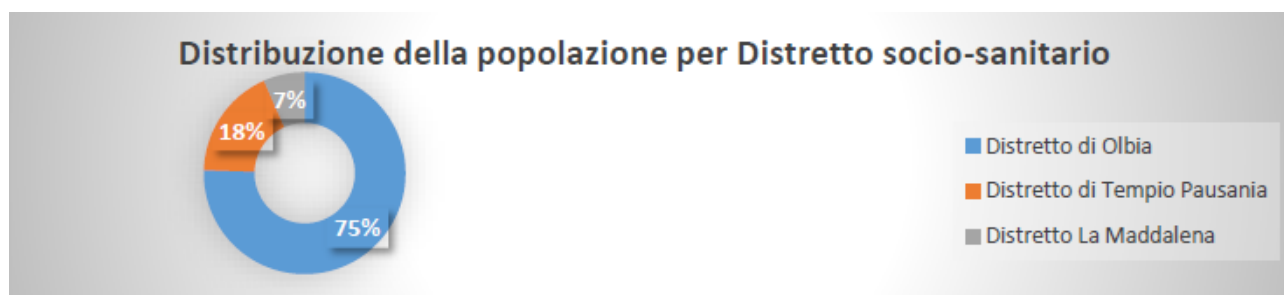 Distribuzione della popolazione per Distretto socio-sanitario
7%
18%
75%
Distretto di Olbia
Distretto di Tempio Pausania
Distretto La Maddalena